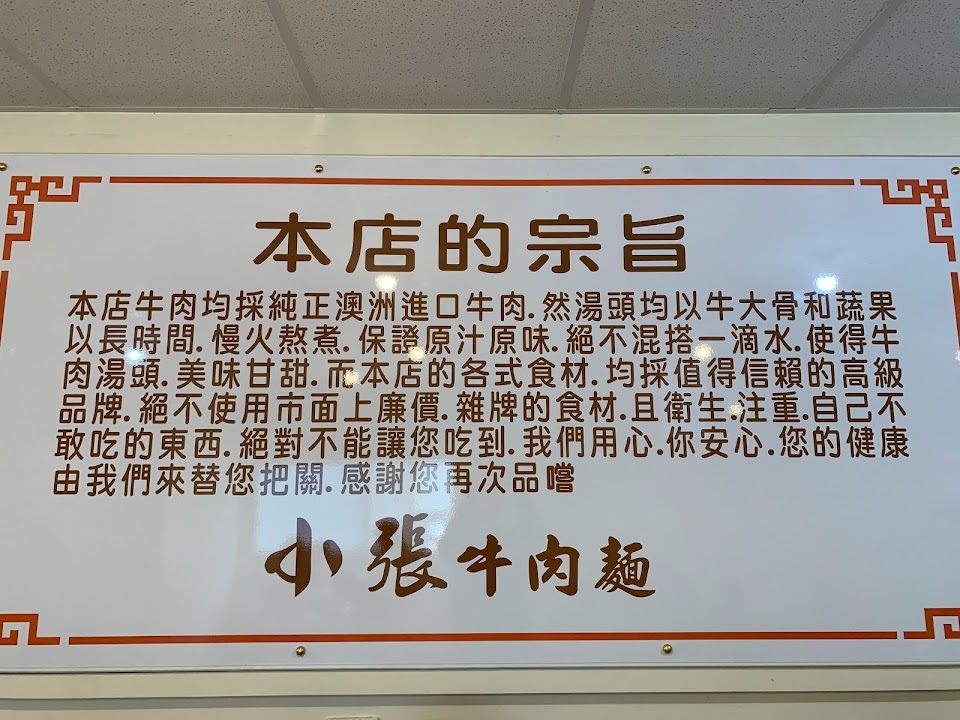 本店的宗旨
本店牛肉均採純正澳洲進口牛肉.然湯頭均以牛大骨和蔬果
以長時間.慢火熬煮.保證原汁原味.絕不混搭一滴水.使得牛
肉湯頭.美味甘甜.而本店的各式食材.均採值得信賴的高級
品牌.絕不使用市面上廉價.雜牌的食材.且衛生.注重.自己不
敢吃的東西.絕對不能讓您吃到.我們用心.你安心.您的健康
由我們來替您把關.感謝您再次品嚐
小張牛肉麵